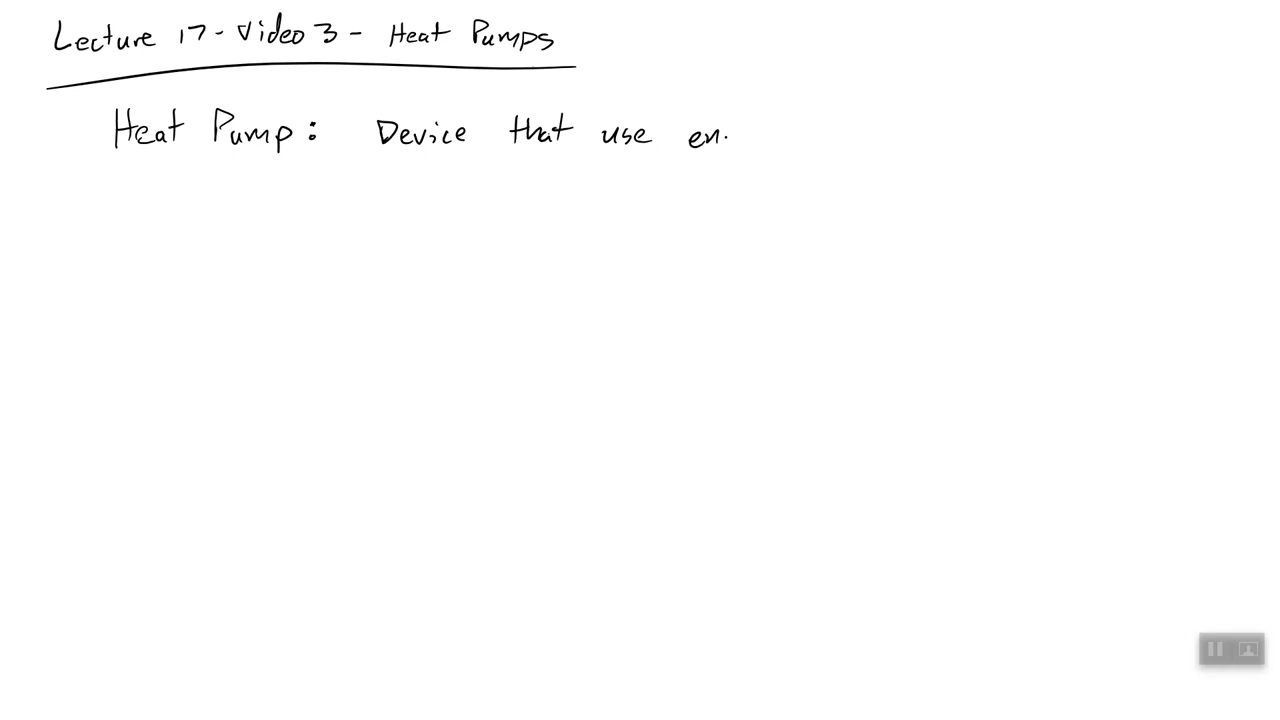 Lecture 17 - Video 3 - Heat Pumps
Heat Pump: Device that use en